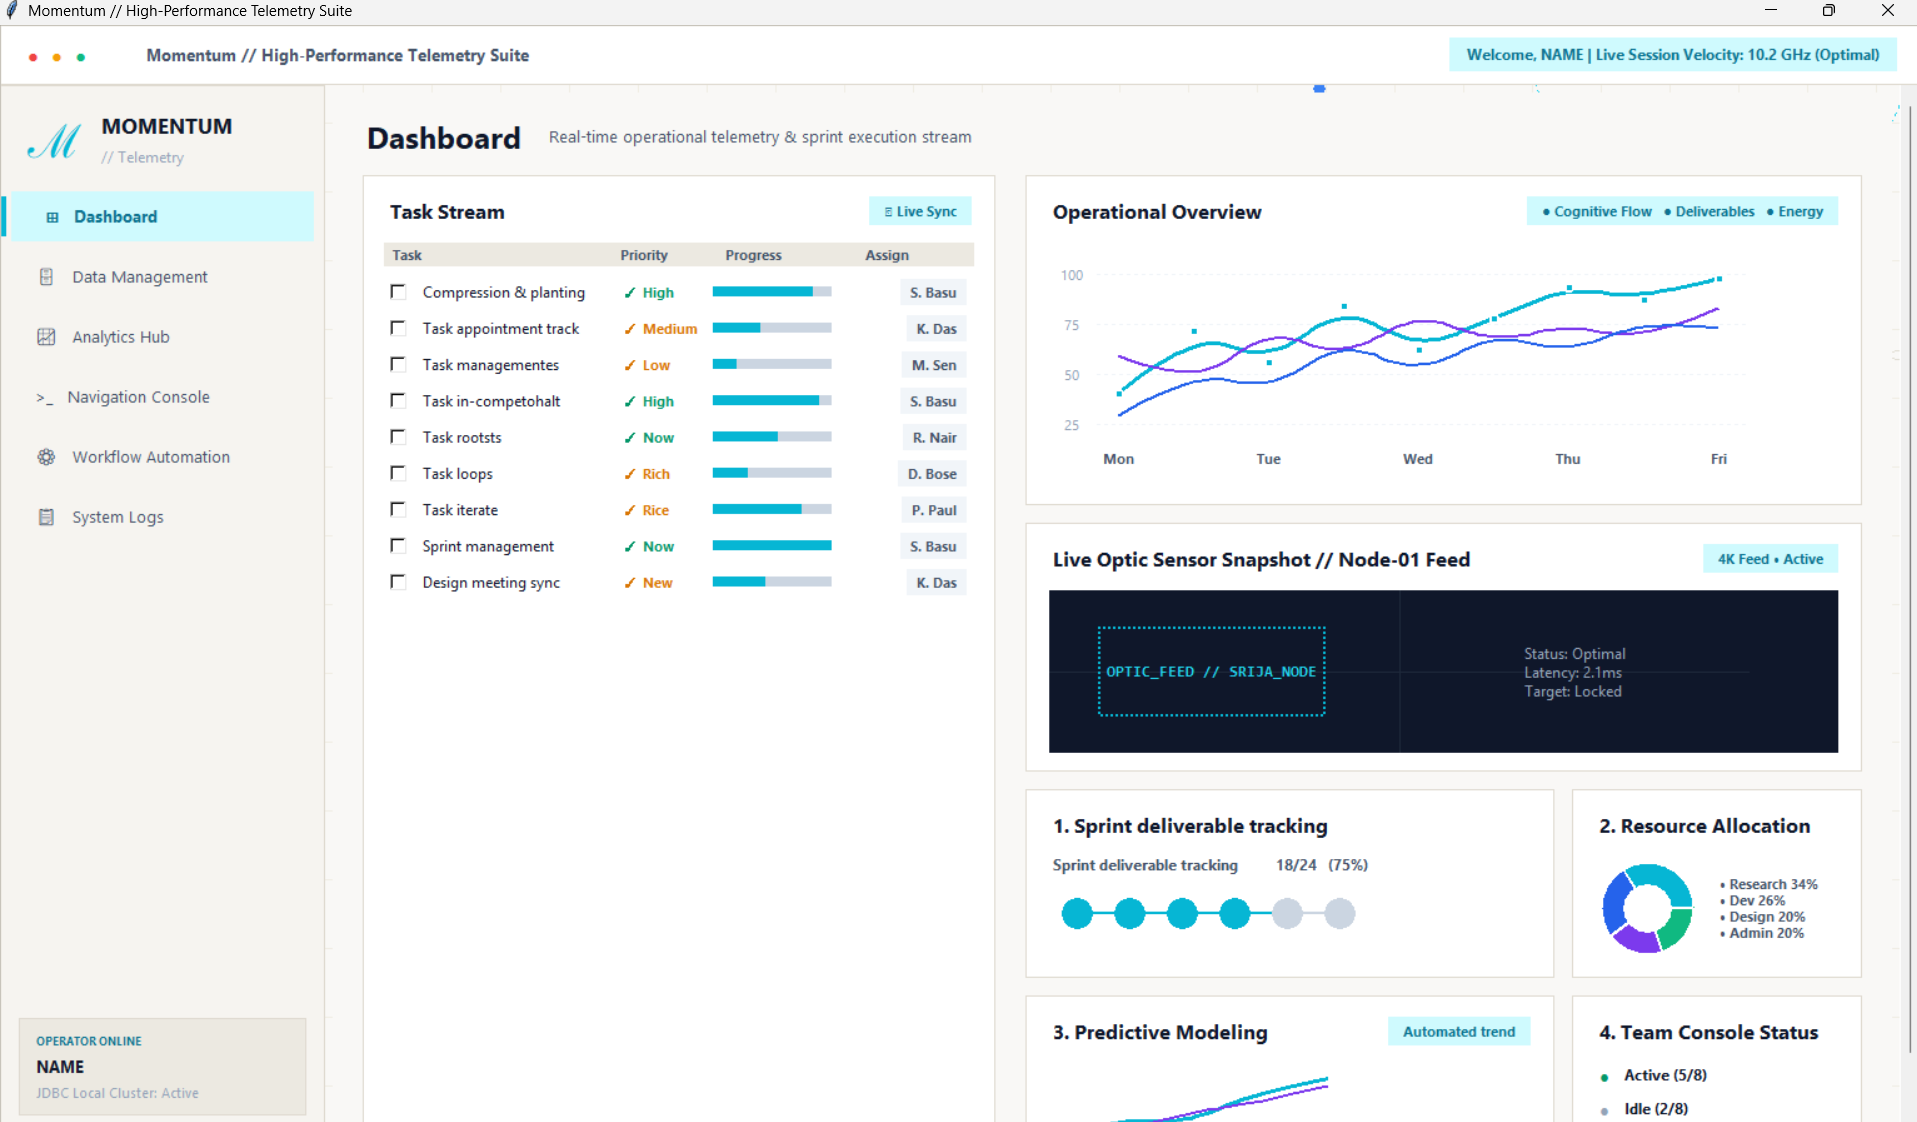 Momentum // High-Performance Telemetry Suite
Momentum // High-Performance Telemetry Suite
Welcome, NAME | Live Session Velocity: 10.2 GHz (Optimal)
M MOMENTUM
// Telemetry
Dashboard
Data Management
Analytics Hub
>_ Navigation Console
Workflow Automation
System Logs
OPERATOR ONLINE
NAME
JDBC Local Cluster: Active
Dashboard Real-time operational telemetry & sprint execution stream
Task Stream Live Sync
Task Priority Progress Assign
Compression & planting ✓ High S. Basu
Task appointment track ✓ Medium K. Das
Task managementes ✓ Low M. Sen
Task in-competohalt ✓ High S. Basu
Task rootsts ✓ Now R. Nair
Task loops ✓ Rich D. Bose
Task iterate ✓ Rice P. Paul
Sprint management ✓ Now S. Basu
Design meeting sync ✓ New K. Das
Operational Overview • Cognitive Flow • Deliverables • Energy
100
75
50
25
Mon Tue Wed Thu Fri
Live Optic Sensor Snapshot // Node-01 Feed 4K Feed • Active
OPTIC_FEED // SRIJA_NODE
Status: Optimal
Latency: 2.1ms
Target: Locked
1. Sprint deliverable tracking
Sprint deliverable tracking 18/24 (75%)
2. Resource Allocation
• Research 34%
• Dev 26%
• Design 20%
• Admin 20%
3. Predictive Modeling Automated trend
4. Team Console Status
Active (5/8)
Idle (2/8)